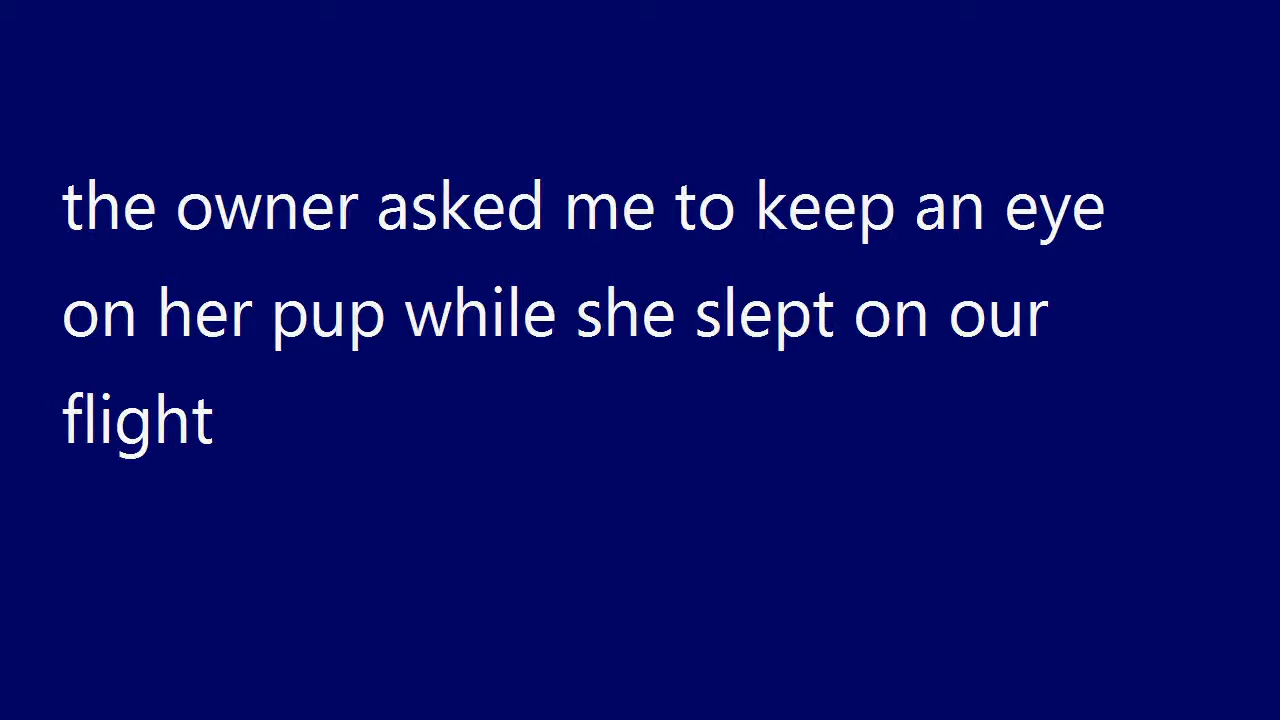 the owner asked me to keep an eye
on her pup while she slept on our
flight